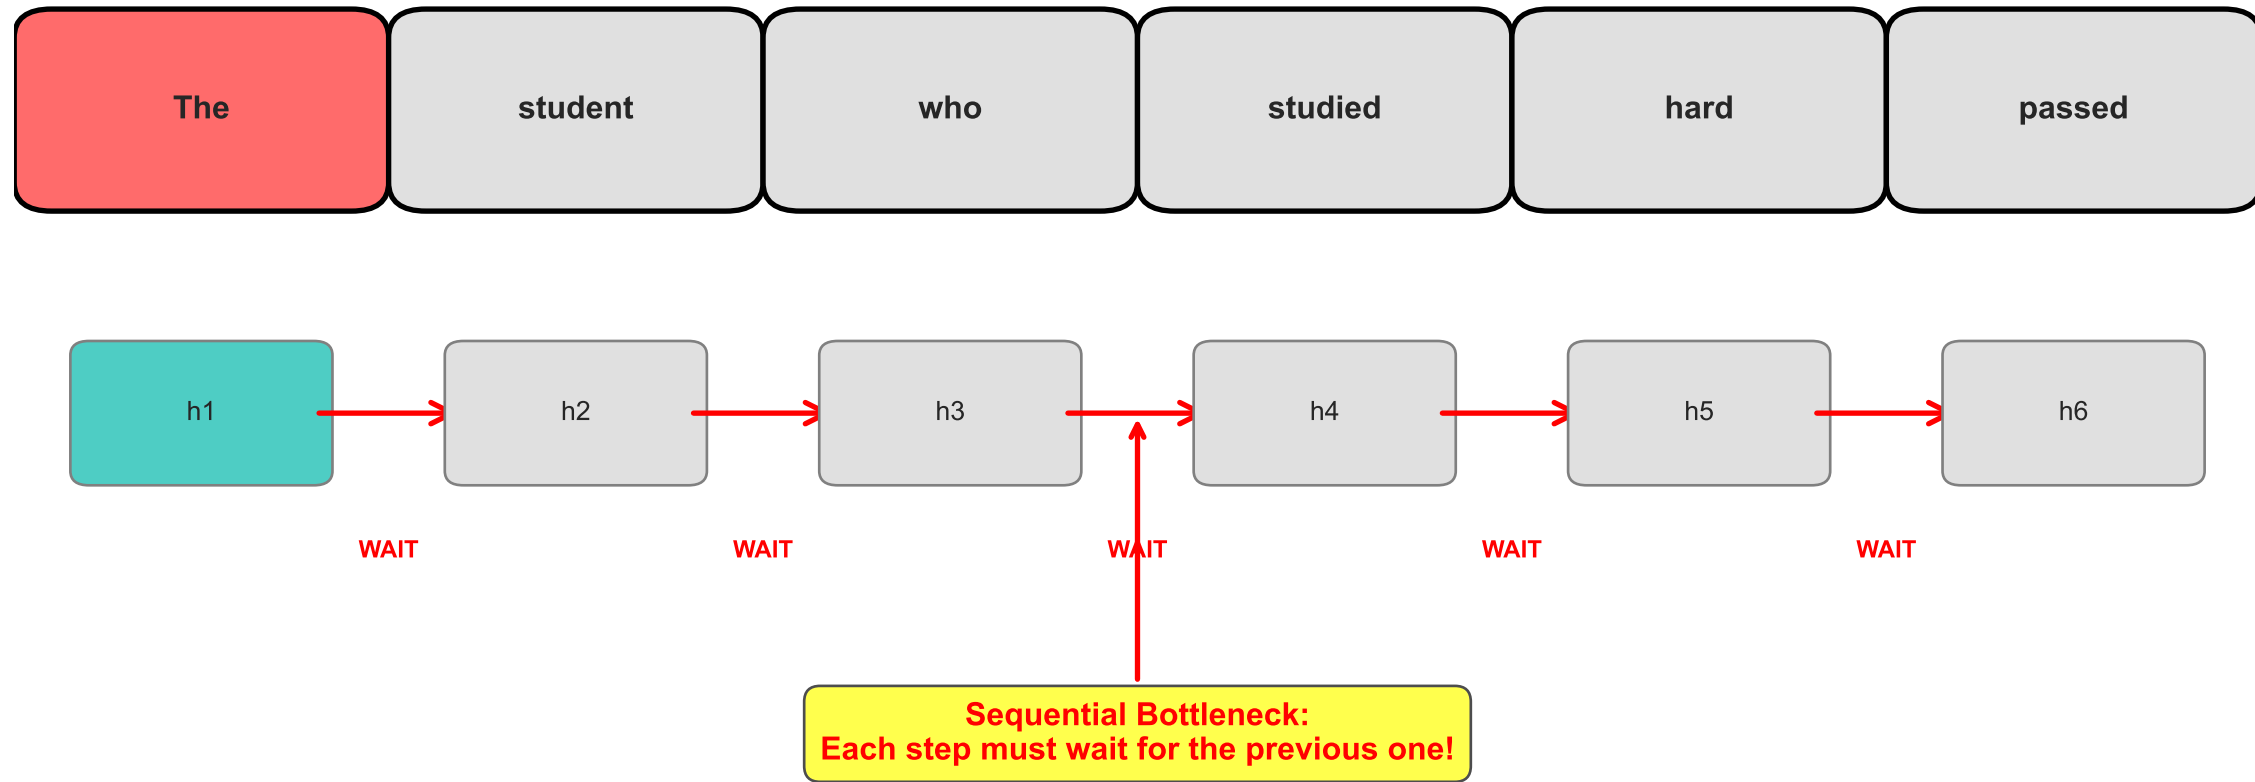 The student who studied hard passed
h1 h2 h3 h4 h5 h6
WAIT WAIT WAIT WAIT WAIT
Sequential Bottleneck:
Each step must wait for the previous one!